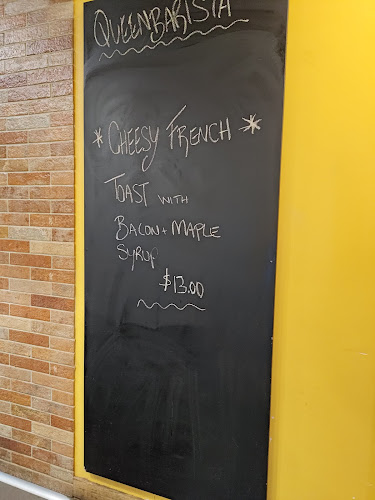 QUEENBARISTA
* CHEESY FRENCH *
TOAST WITH
BACON + MAPLE
SYRUP
$13.00